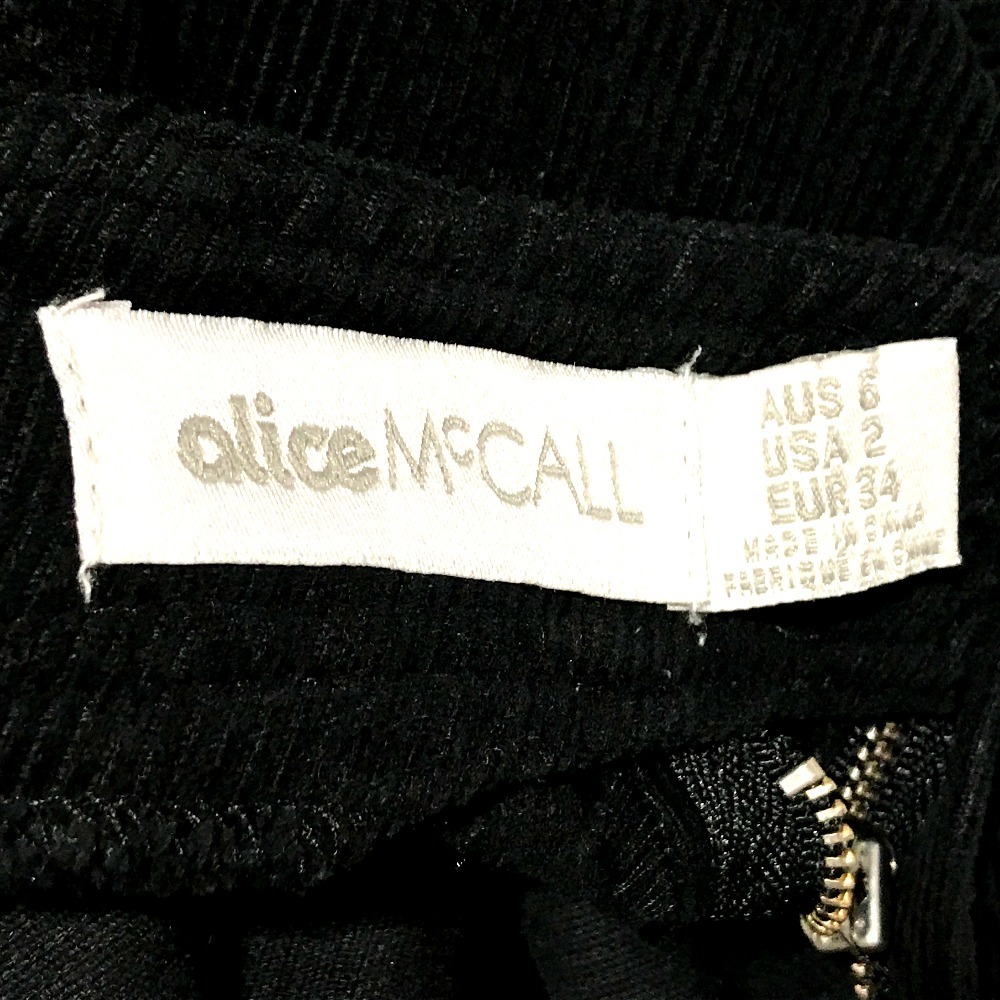 alice McCALL
AUS 6
USA 2
EUR 34